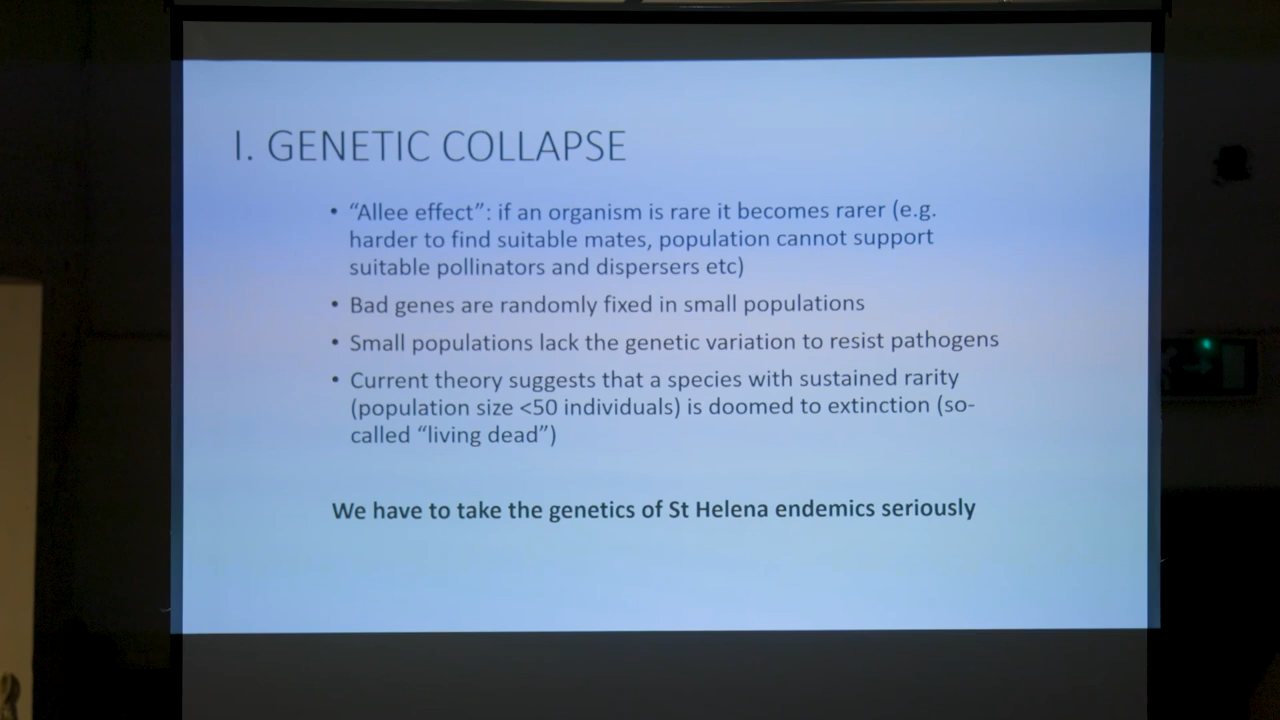 I. GENETIC COLLAPSE
• “Allee effect”: if an organism is rare it becomes rarer (e.g.
harder to find suitable mates, population cannot support
suitable pollinators and dispersers etc)
• Bad genes are randomly fixed in small populations
• Small populations lack the genetic variation to resist pathogens
• Current theory suggests that a species with sustained rarity
(population size <50 individuals) is doomed to extinction (so-
called “living dead”)
We have to take the genetics of St Helena endemics seriously